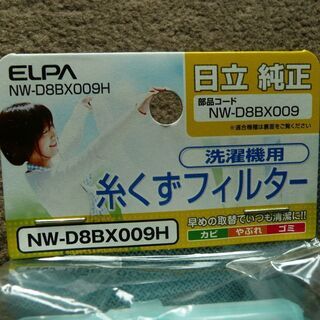 ELPA
NW-D8BX009H
日立 純正
部品コード
NW-D8BX009
※適合機種は裏面をご覧ください
洗濯機用
糸くずフィルター
早めの取替でいつも清潔に!!
カビ やぶれ ゴミ
NW-D8BX009H